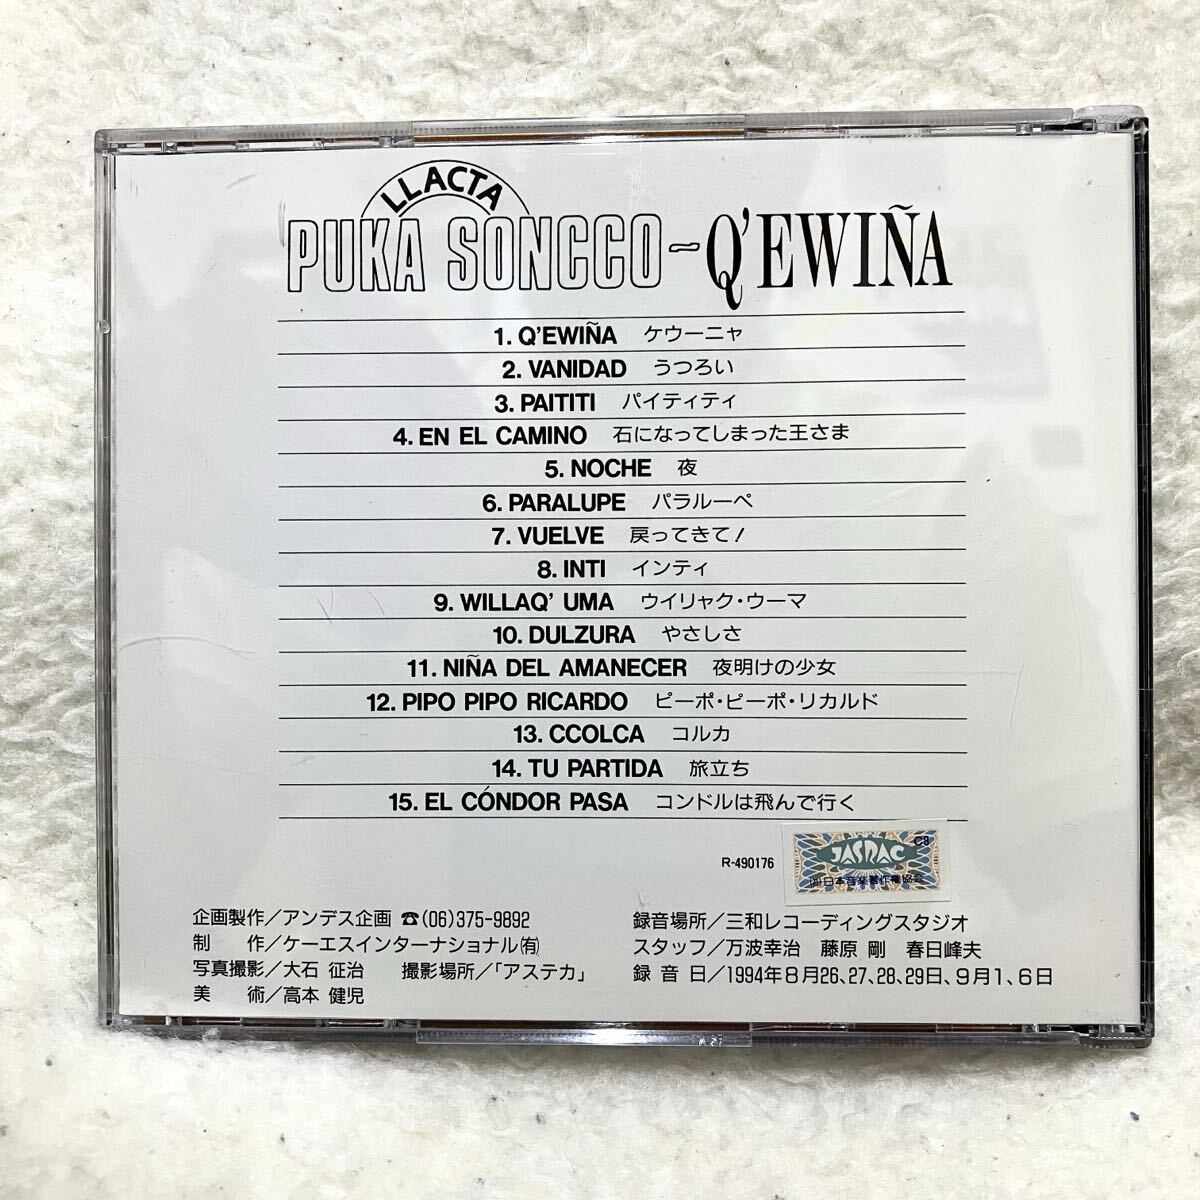 LLACTA
PUKA SONCCO-Q'EWIÑA
1. Q'EWIÑA ケウーニャ
2. VANIDAD うつろい
3. PAITITI パイティティ
4. EN EL CAMINO 石になってしまった王さま
5. NOCHE 夜
6. PARALUPE パラルーペ
7. VUELVE 戻ってきて!
8. INTI インティ
9. WILLAQ' UMA ウイリャク・ウーマ
10. DULZURA やさしさ
11. NIÑA DEL AMANECER 夜明けの少女
12. PIPO PIPO RICARDO ピーポ・ピーポ・リカルド
13. CCOLCA コルカ
14. TU PARTIDA 旅立ち
15. EL CÓNDOR PASA コンドルは飛んで行く
R-490176
C8
JASRAC
(社)日本音楽著作権協会
企画製作/アンデス企画 ☎(06)375-9892
制 作/ケーエスインターナショナル(有)
写真撮影/大石 征治 撮影場所/「アステカ」
美 術/高本 健児
録音場所/三和レコーディングスタジオ
スタッフ/万波幸治 藤原 剛 春日峰夫
録 音 日/1994年8月26、27、28、29日、9月1、6日